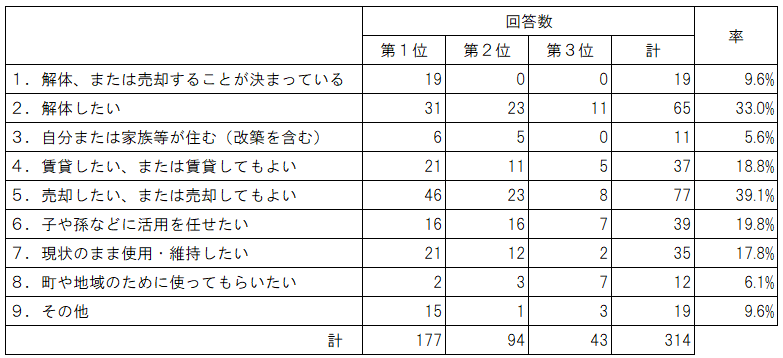 回答数 率
第１位 第２位 第３位 計
１．解体、または売却することが決まっている 19 0 0 19 9.6%
２．解体したい 31 23 11 65 33.0%
３．自分または家族等が住む（改築を含む） 6 5 0 11 5.6%
４．賃貸したい、または賃貸してもよい 21 11 5 37 18.8%
５．売却したい、または売却してもよい 46 23 8 77 39.1%
６．子や孫などに活用を任せたい 16 16 7 39 19.8%
７．現状のまま使用・維持したい 21 12 2 35 17.8%
８．町や地域のために使ってもらいたい 2 3 7 12 6.1%
９．その他 15 1 3 19 9.6%
計 177 94 43 314